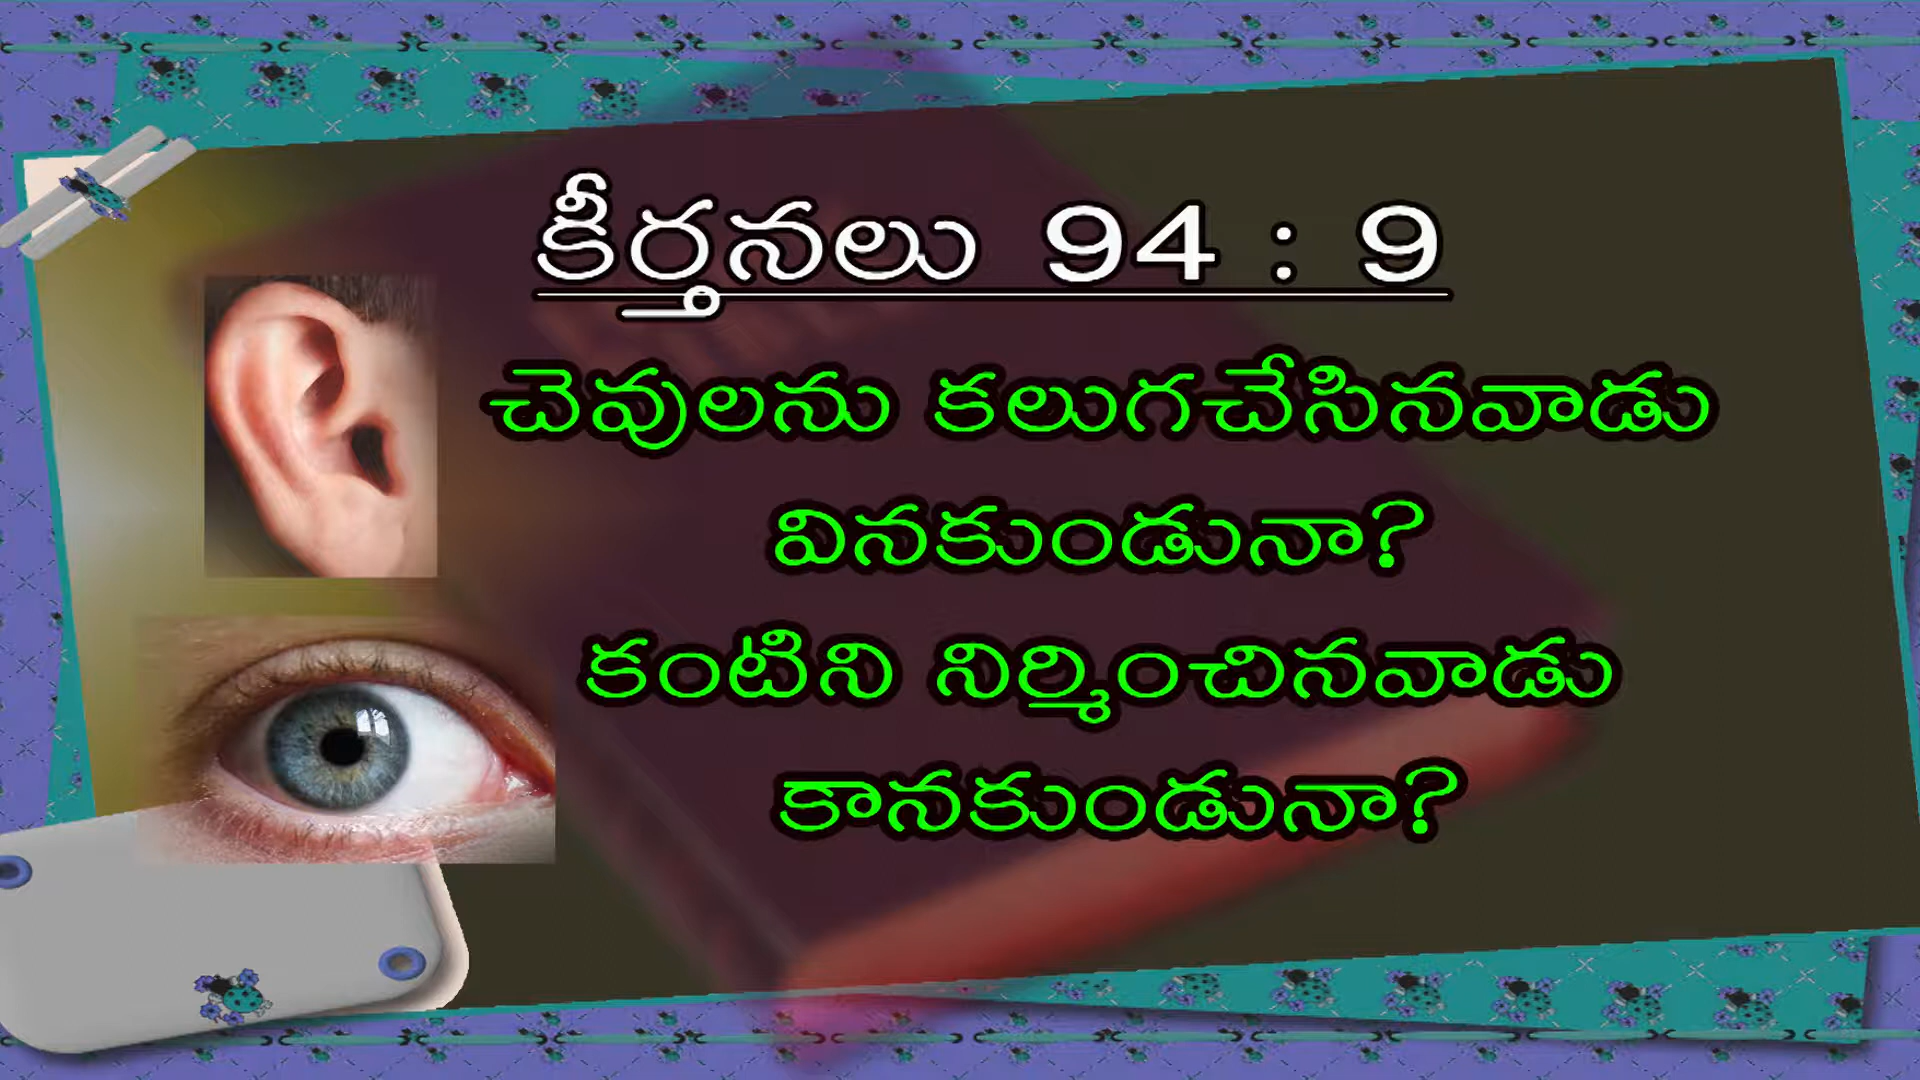 కీర్తనలు 94 : 9
చెవులను కలుగచేసినవాడు
వినకుండునా?
కంటిని నిర్మించినవాడు
కానకుండునా?